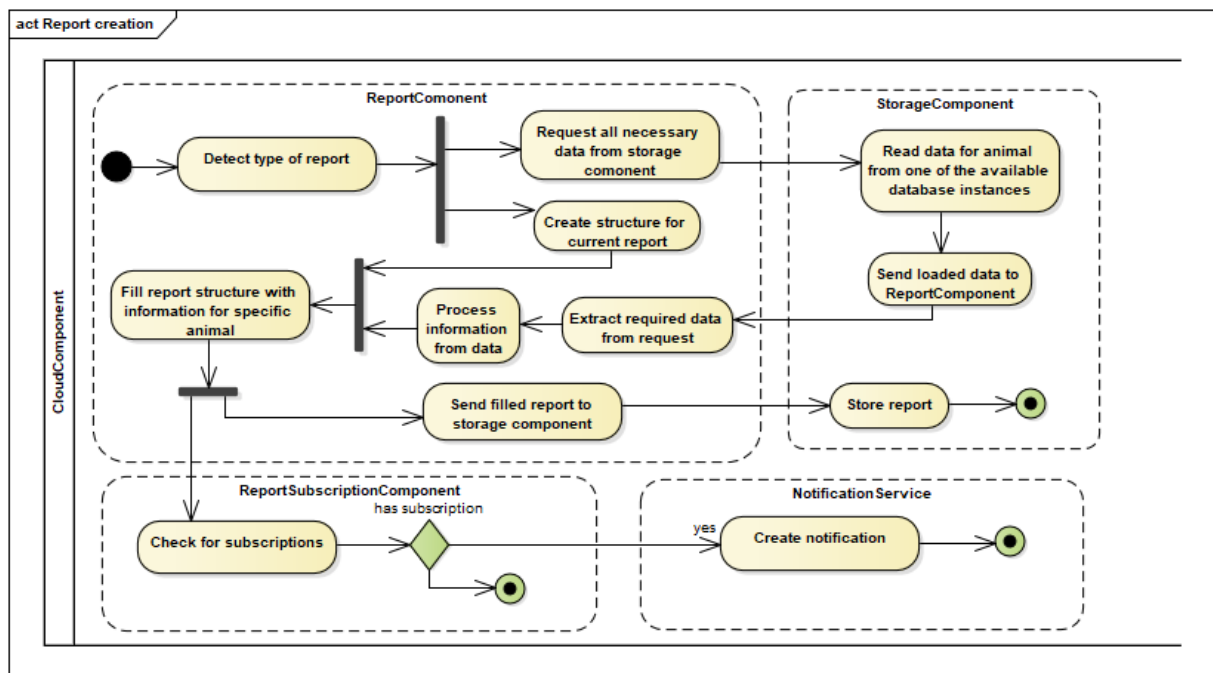 act Report creation
CloudComponent
ReportComonent
StorageComponent
Detect type of report
Request all necessary
data from storage
comonent
Read data for animal
from one of the available
database instances
Create structure for
current report
Send loaded data to
ReportComponent
Fill report structure with
information for specific
animal
Process
information
from data
Extract required data
from request
Send filled report to
storage component
Store report
ReportSubscriptionComponent
has subscription
NotificationService
Check for subscriptions
yes
Create notification